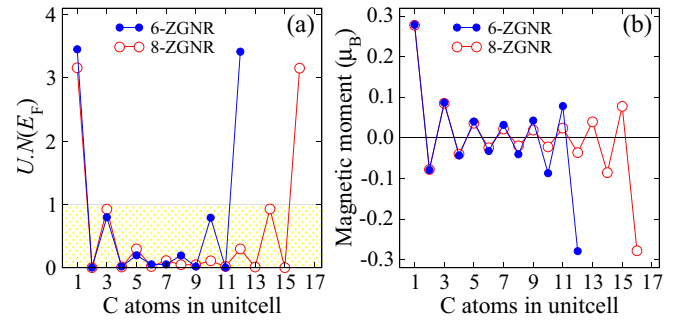 (a)
6-ZGNR
8-ZGNR
U.N(E_F)
4
3
2
1
0
1 3 5 7 9 11 13 15 17
C atoms in unitcell
(b)
6-ZGNR
8-ZGNR
Magnetic moment (μ_B)
0.3
0.2
0.1
0.0
-0.1
-0.2
-0.3
1 3 5 7 9 11 13 15 17
C atoms in unitcell